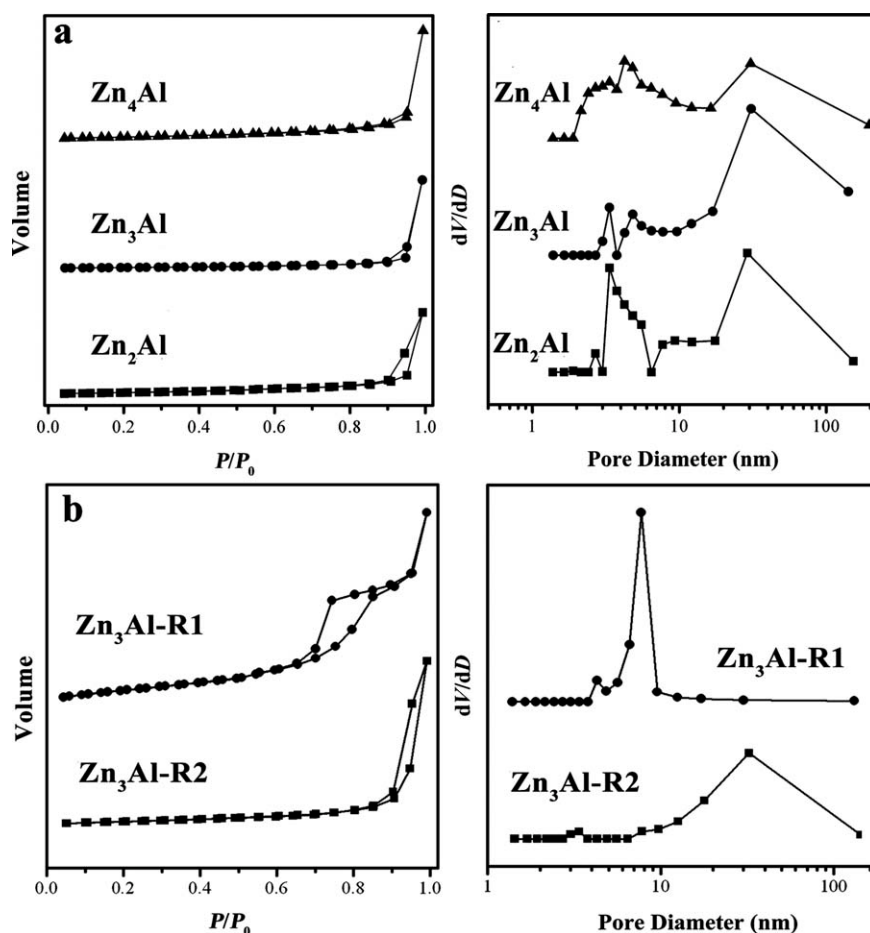 a
Zn₄Al
Zn₃Al
Zn₂Al
Volume
0.0 0.2 0.4 0.6 0.8 1.0
P/P₀
Zn₄Al
Zn₃Al
Zn₂Al
dV/dD
1 10 100
Pore Diameter (nm)
b
Zn₃Al-R1
Zn₃Al-R2
Volume
0.0 0.2 0.4 0.6 0.8 1.0
P/P₀
Zn₃Al-R1
Zn₃Al-R2
dV/dD
1 10 100
Pore Diameter (nm)